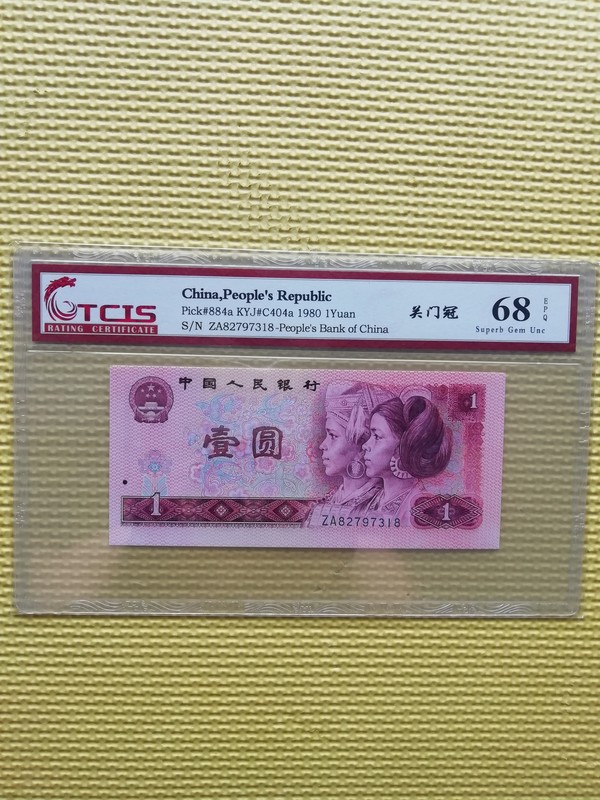 TCIS
RATING CERTIFICATE
China,People's Republic
Pick#884a KYJ#C404a 1980 1Yuan
S/N ZA82797318-People's Bank of China
关门冠
68
EPQ
Superb Gem Unc
中国人民银行
1
壹圆
1
1
ZA82797318